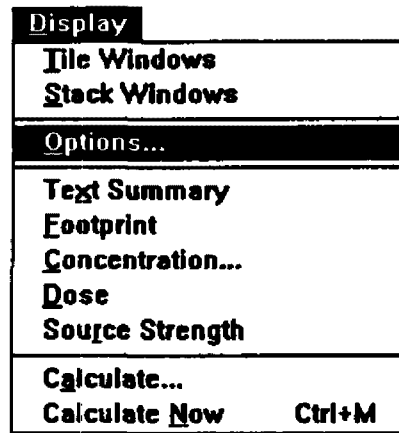 Display
Tile Windows
Stack Windows
Options...
Text Summary
Footprint
Concentration...
Dose
Source Strength
Calculate...
Calculate Now Ctrl+M